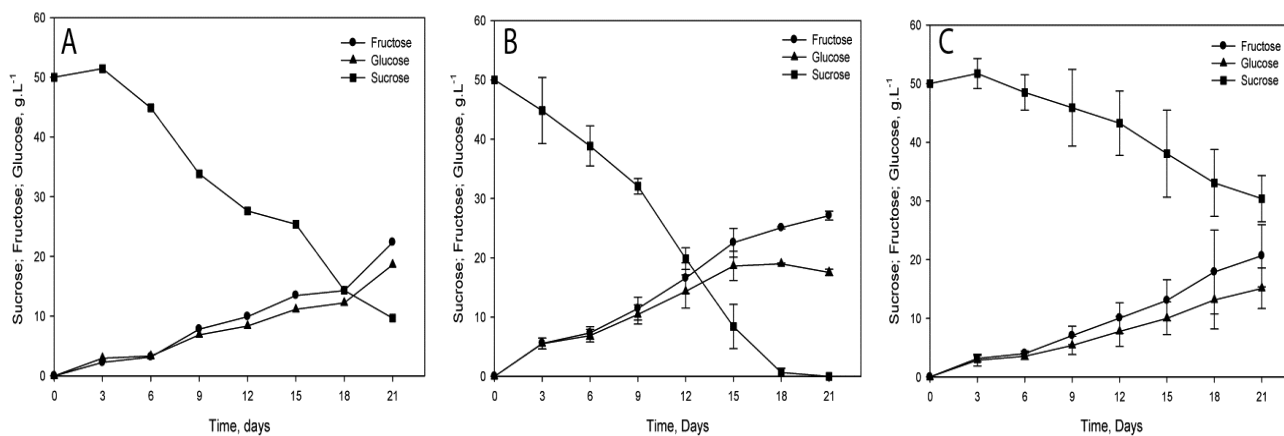 A
Fructose
Glucose
Sucrose
Sucrose; Fructose; Glucose, g.L⁻¹
60
50
40
30
20
10
0
0 3 6 9 12 15 18 21
Time, days
B
Fructose
Glucose
Sucrose
Sucrose; Fructose; Glucose, g.L⁻¹
60
50
40
30
20
10
0
0 3 6 9 12 15 18 21
Time, Days
C
Fructose
Glucose
Sucrose
Sucrose; Fructose; Glucose, g.L⁻¹
60
50
40
30
20
10
0
0 3 6 9 12 15 18 21
Time, Days